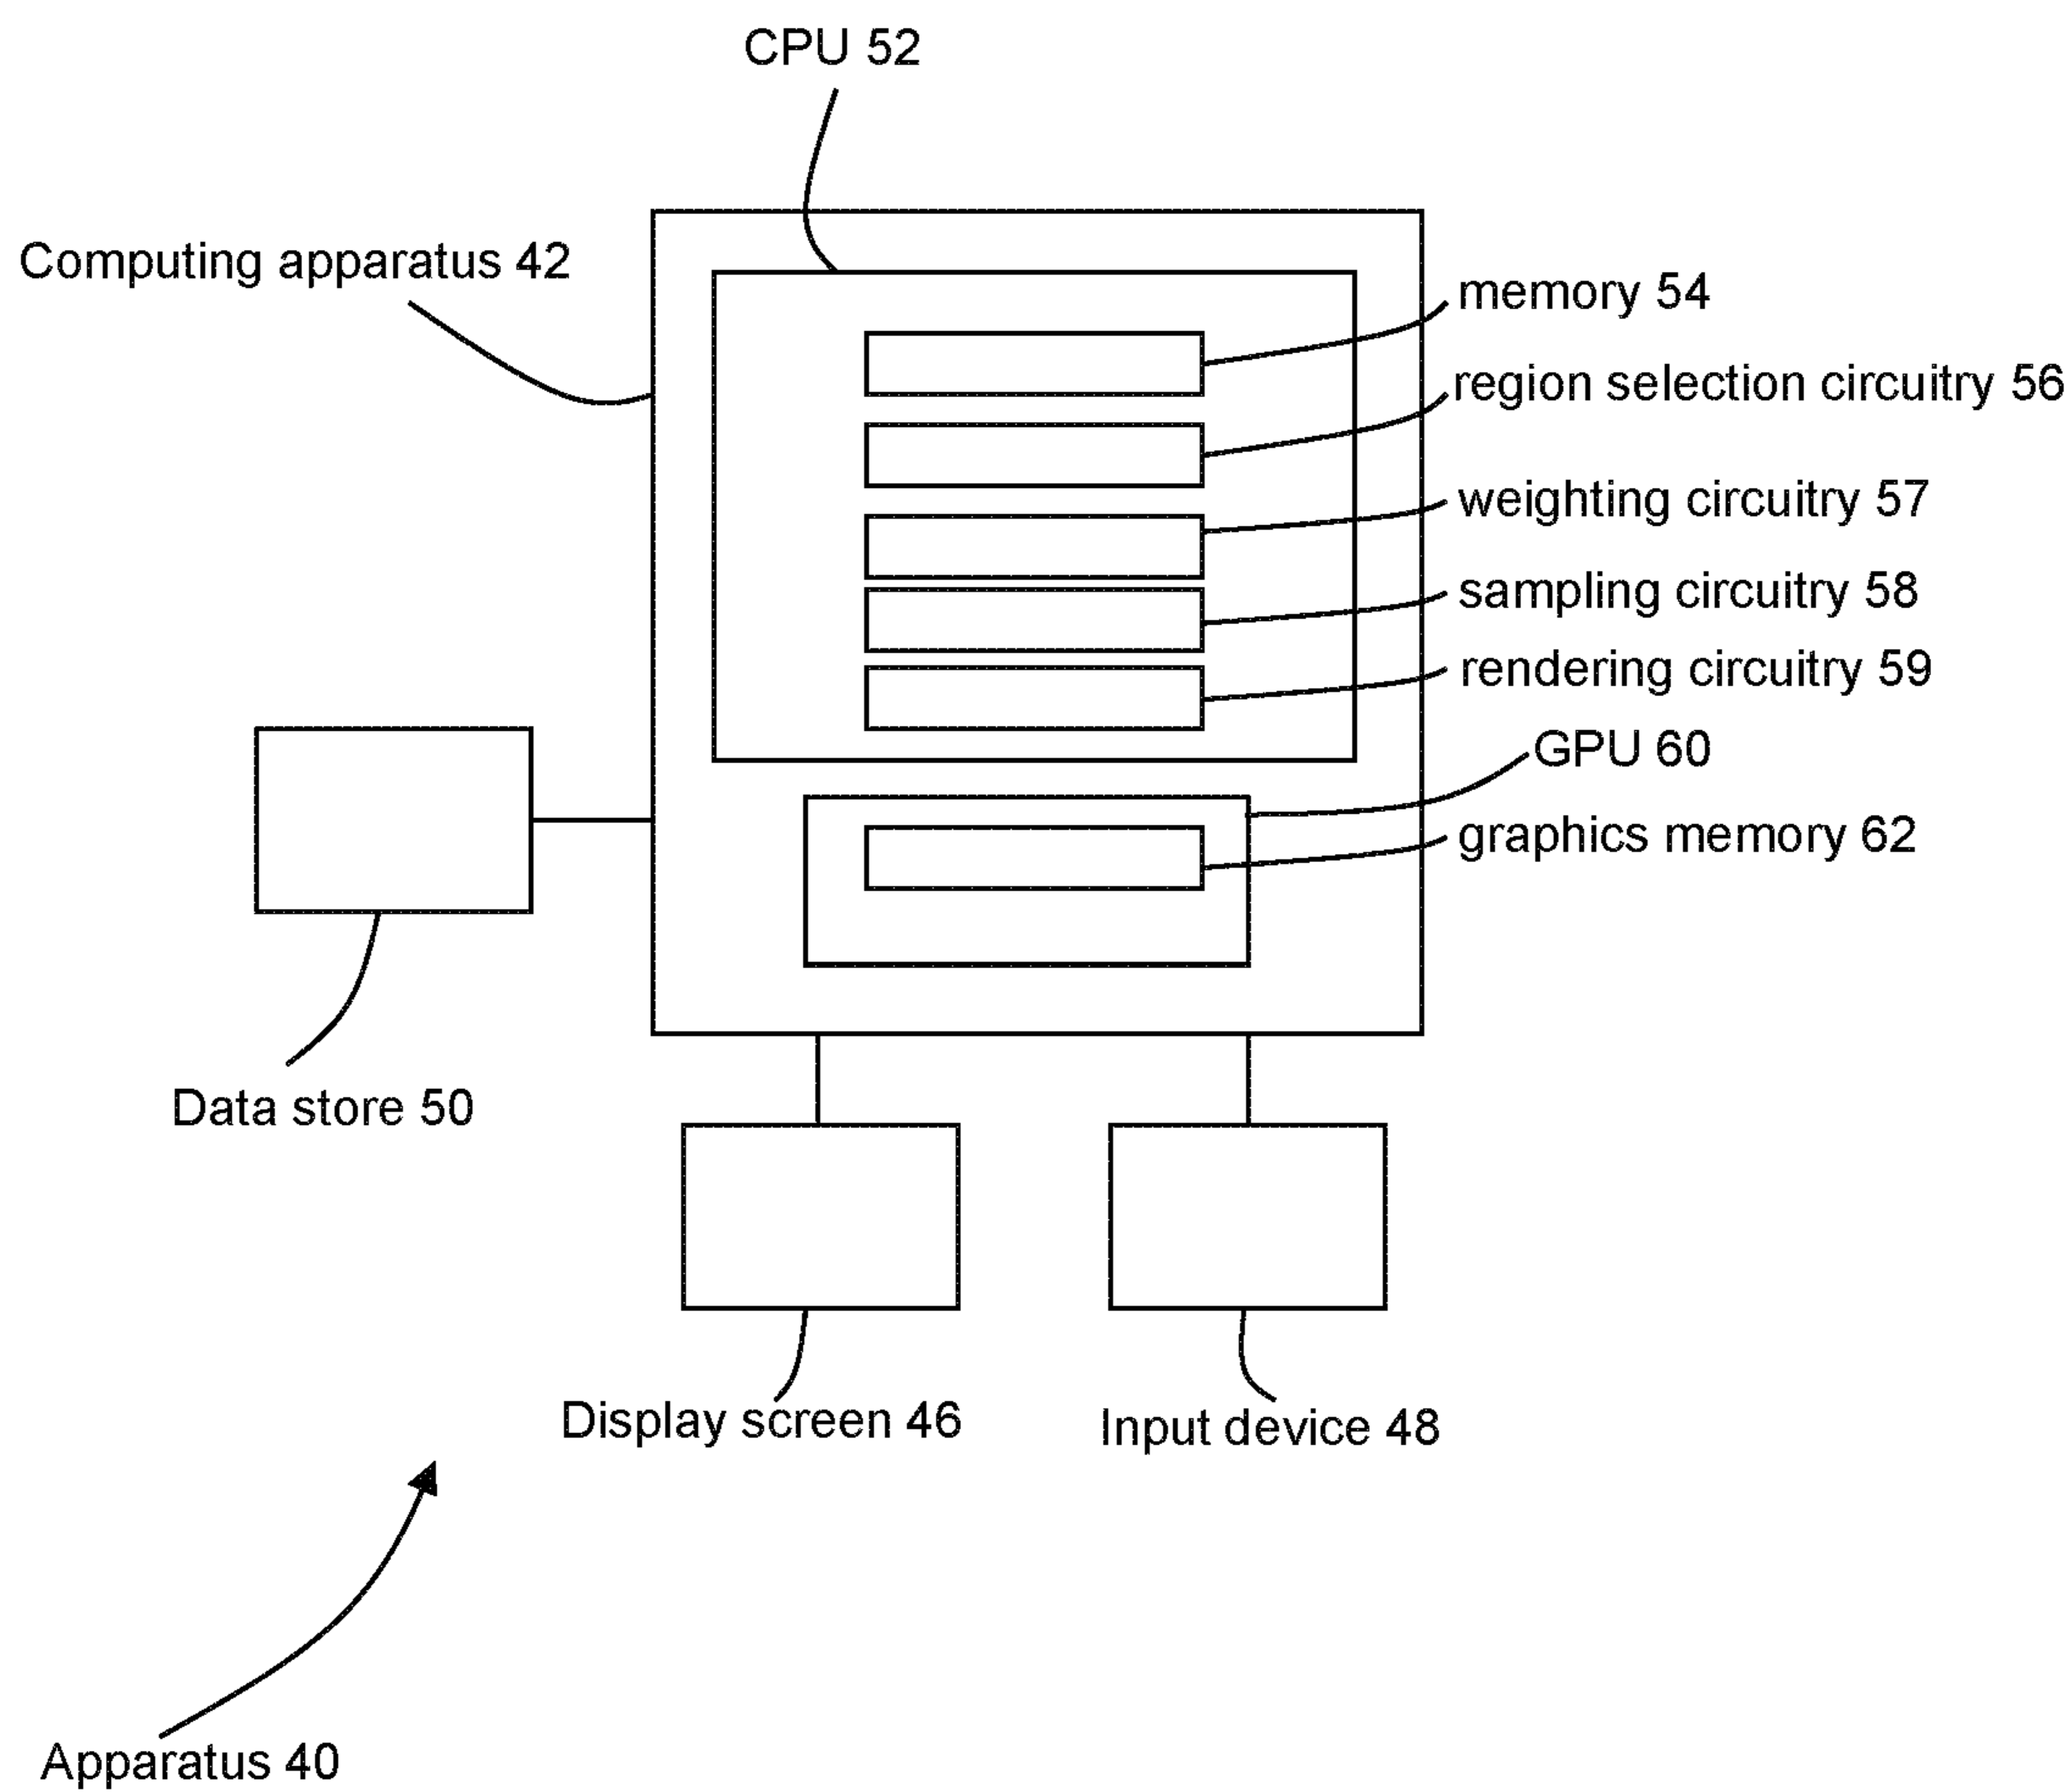 CPU 52
Computing apparatus 42
memory 54
region selection circuitry 56
weighting circuitry 57
sampling circuitry 58
rendering circuitry 59
GPU 60
graphics memory 62
Data store 50
Display screen 46
Input device 48
Apparatus 40